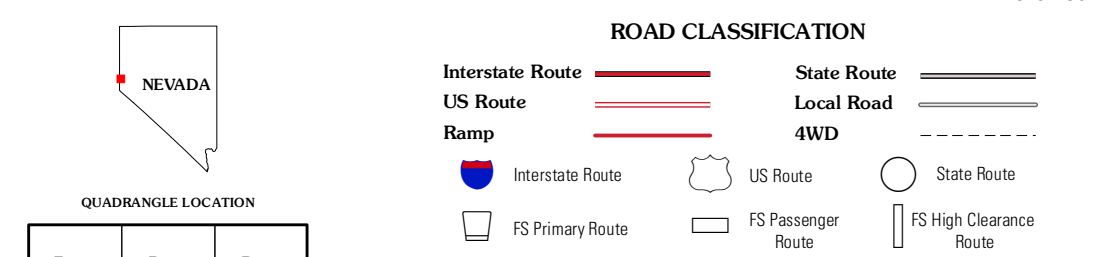 NEVADA
QUADRANGLE LOCATION
ROAD CLASSIFICATION
Interstate Route
State Route
US Route
Local Road
Ramp
4WD
Interstate Route
US Route
State Route
FS Primary Route
FS Passenger
Route
FS High Clearance
Route